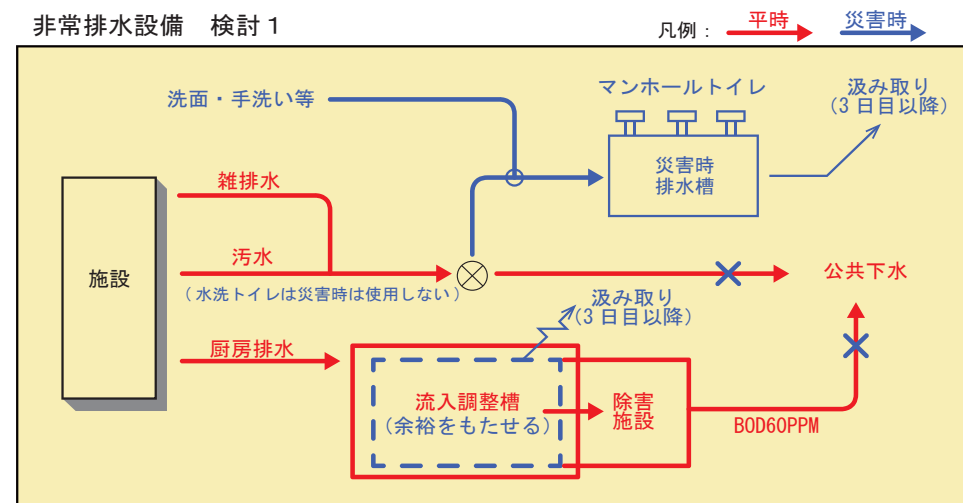 非常排水設備　検討１
凡例： 平時 災害時
洗面・手洗い等
マンホールトイレ
汲み取り
（3 日目以降）
災害時
排水槽
雑排水
汚水
（水洗トイレは災害時は使用しない）
施設
公共下水
汲み取り
（3 日目以降）
厨房排水
流入調整槽
（余裕をもたせる）
除害
施設
BOD60PPM